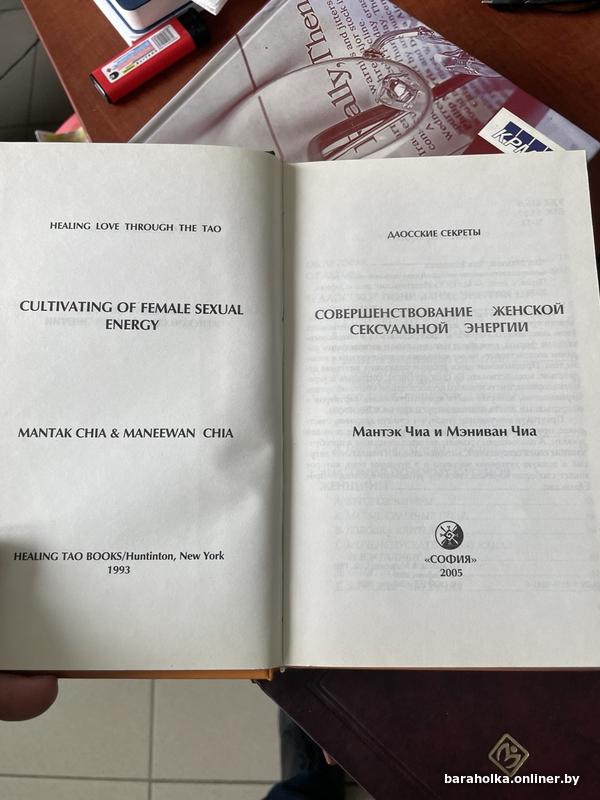 HEALING LOVE THROUGH THE TAO
CULTIVATING OF FEMALE SEXUAL
ENERGY
MANTAK CHIA & MANEEWAN CHIA
HEALING TAO BOOKS/Huntinton, New York
1993
ДАОССКИЕ СЕКРЕТЫ
СОВЕРШЕНСТВОВАНИЕ ЖЕНСКОЙ
СЕКСУАЛЬНОЙ ЭНЕРГИИ
Мантэк Чиа и Мэниван Чиа
«СОФИЯ»
2005
baraholka.onliner.by